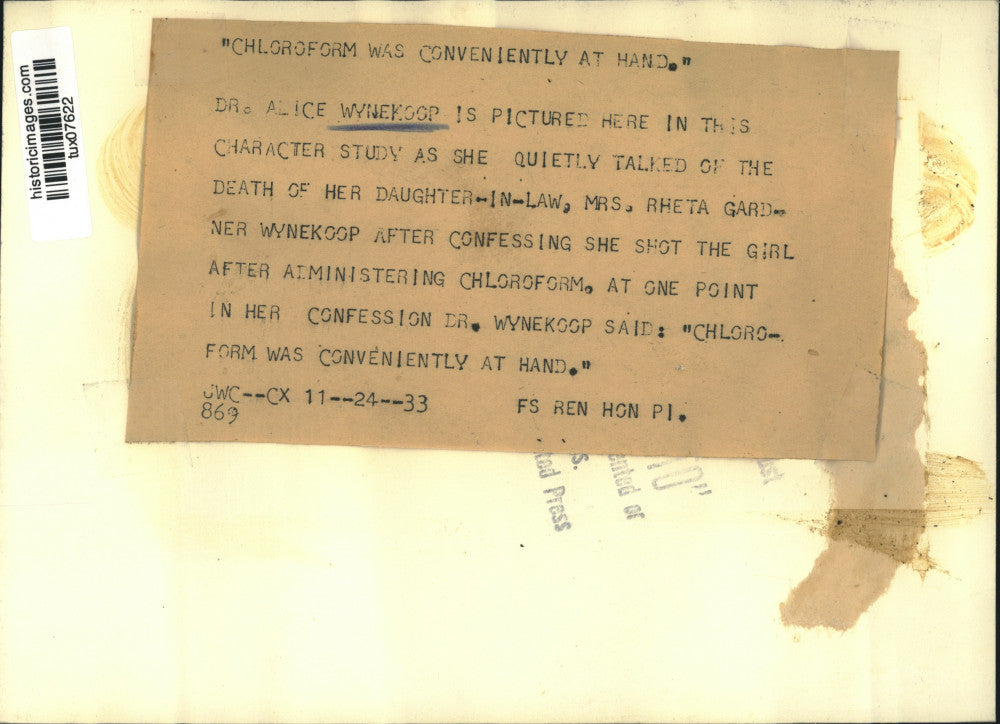 historicimages.com
tux07622
"CHLOROFORM WAS CONVENIENTLY AT HAND."
DR. ALICE WYNEKOOP IS PICTURED HERE IN THIS
CHARACTER STUDY AS SHE QUIETLY TALKED OF THE
DEATH OF HER DAUGHTER-IN-LAW, MRS. RHETA GARD-
NER WYNEKOOP AFTER CONFESSING SHE SHOT THE GIRL
AFTER ADMINISTERING CHLOROFORM. AT ONE POINT
IN HER CONFESSION DR. WYNEKOOP SAID: "CHLORO-
FORM WAS CONVENIENTLY AT HAND."
JWC--CX 11--24--33 FS REN HON PI.
869
S.
Press
or